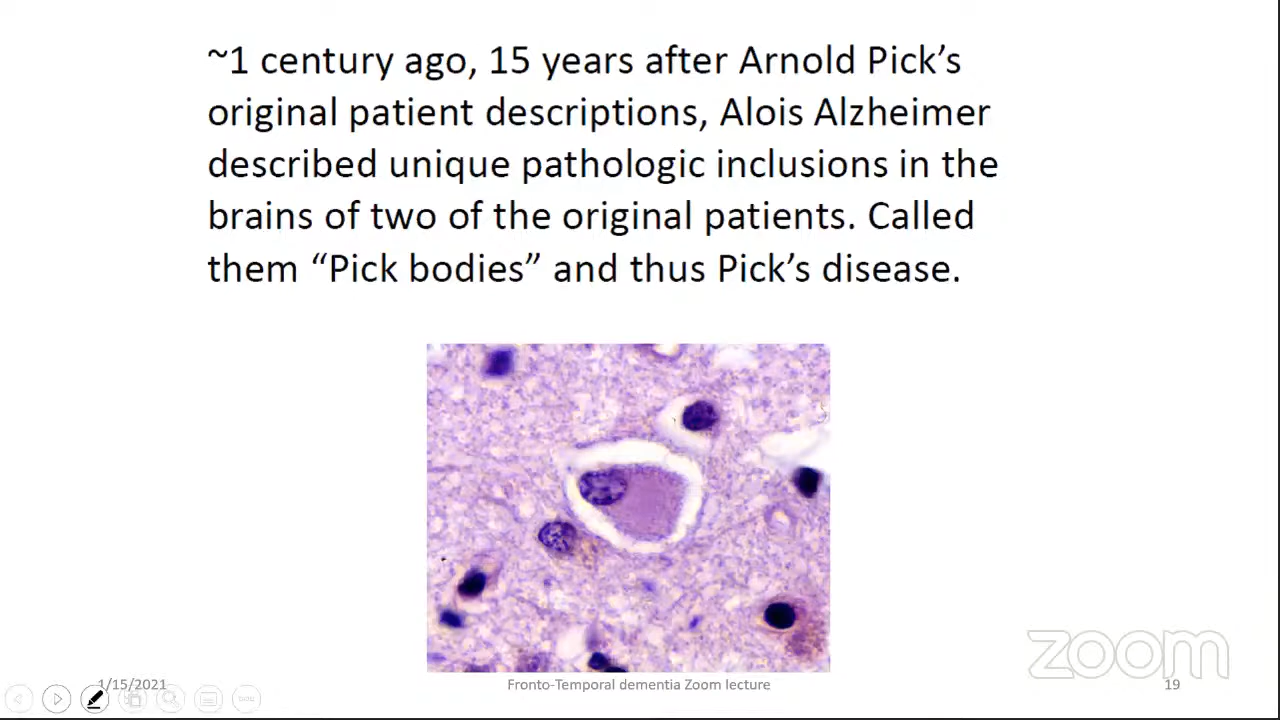 ~1 century ago, 15 years after Arnold Pick’s
original patient descriptions, Alois Alzheimer
described unique pathologic inclusions in the
brains of two of the original patients. Called
them “Pick bodies” and thus Pick’s disease.
zoom
1/15/2021
Fronto-Temporal dementia Zoom lecture
19